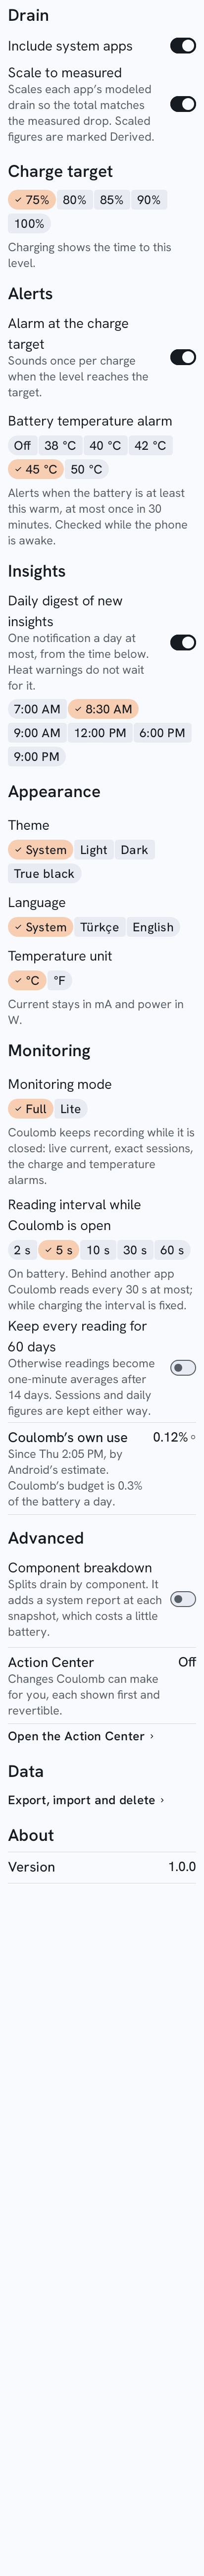 Drain
Include system apps
Scale to measured
Scales each app’s modeled
drain so the total matches
the measured drop. Scaled
figures are marked Derived.
Charge target
75% 80% 85% 90%
100%
Charging shows the time to this
level.
Alerts
Alarm at the charge
target
Sounds once per charge
when the level reaches the
target.
Battery temperature alarm
Off 38 °C 40 °C 42 °C
45 °C 50 °C
Alerts when the battery is at least
this warm, at most once in 30
minutes. Checked while the phone
is awake.
Insights
Daily digest of new
insights
One notification a day at
most, from the time below.
Heat warnings do not wait
for it.
7:00 AM 8:30 AM
9:00 AM 12:00 PM 6:00 PM
9:00 PM
Appearance
Theme
System Light Dark
True black
Language
System Türkçe English
Temperature unit
°C °F
Current stays in mA and power in
W.
Monitoring
Monitoring mode
Full Lite
Coulomb keeps recording while it is
closed: live current, exact sessions,
the charge and temperature
alarms.
Reading interval while
Coulomb is open
2 s 5 s 10 s 30 s 60 s
On battery. Behind another app
Coulomb reads every 30 s at most;
while charging the interval is fixed.
Keep every reading for
60 days
Otherwise readings become
one-minute averages after
14 days. Sessions and daily
figures are kept either way.
Coulomb’s own use 0.12%
Since Thu 2:05 PM, by
Android’s estimate.
Coulomb’s budget is 0.3%
of the battery a day.
Advanced
Component breakdown
Splits drain by component. It
adds a system report at each
snapshot, which costs a little
battery.
Action Center Off
Changes Coulomb can make
for you, each shown first and
revertible.
Open the Action Center
Data
Export, import and delete
About
Version 1.0.0